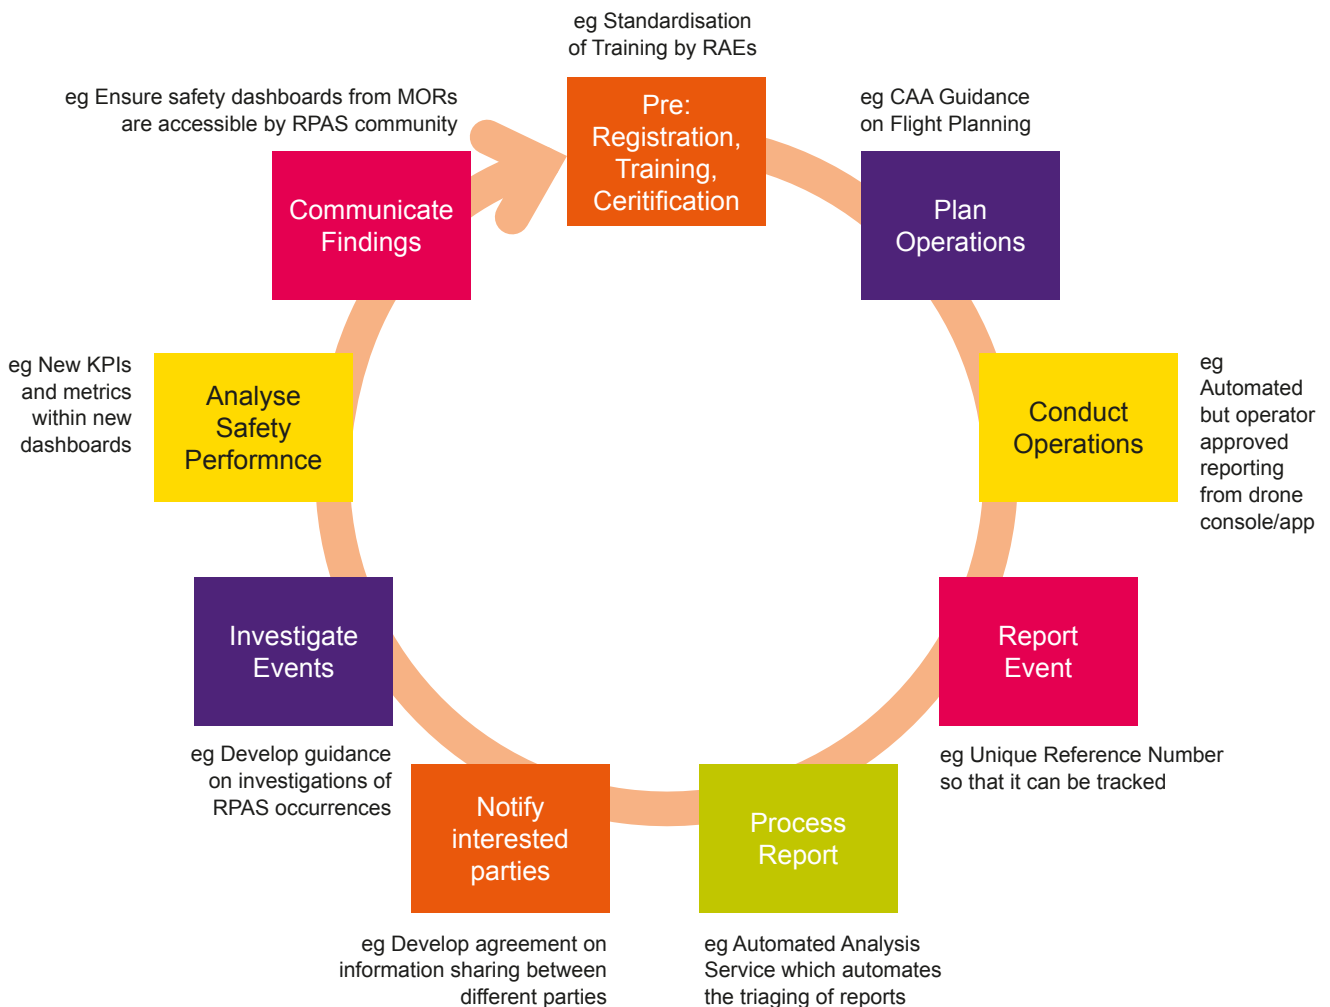 eg Standardisation
of Training by RAEs
Pre:
Registration,
Training,
Ceritification
eg CAA Guidance
on Flight Planning
Plan
Operations
Conduct
Operations
eg
Automated
but operator
approved
reporting
from drone
console/app
Report
Event
eg Unique Reference Number
so that it can be tracked
Process
Report
eg Automated Analysis
Service which automates
the triaging of reports
Notify
interested
parties
eg Develop agreement on
information sharing between
different parties
Investigate
Events
eg Develop guidance
on investigations of
RPAS occurrences
Analyse
Safety
Performnce
eg New KPIs
and metrics
within new
dashboards
Communicate
Findings
eg Ensure safety dashboards from MORs
are accessible by RPAS community